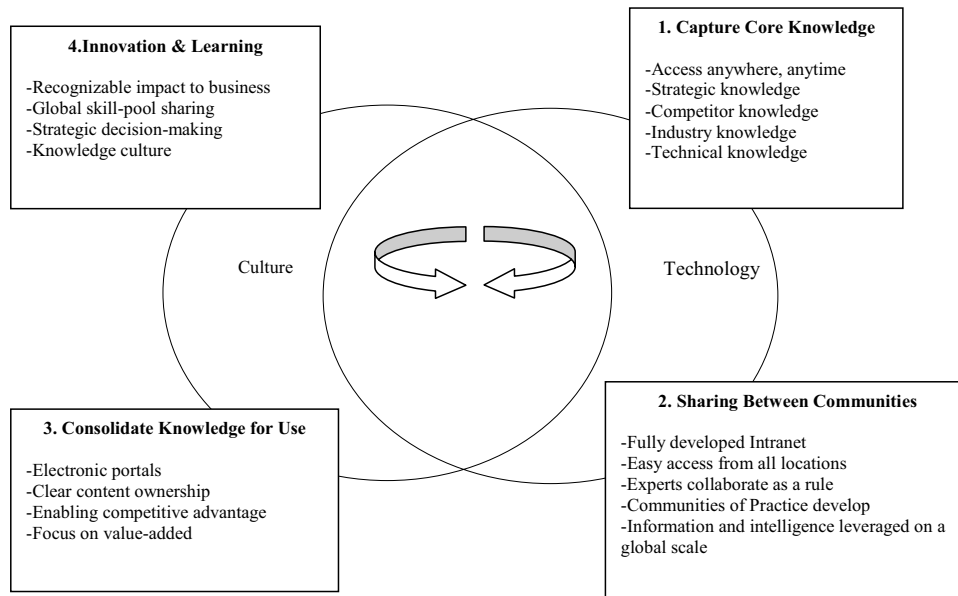 4.Innovation & Learning
-Recognizable impact to business
-Global skill-pool sharing
-Strategic decision-making
-Knowledge culture
1. Capture Core Knowledge
-Access anywhere, anytime
-Strategic knowledge
-Competitor knowledge
-Industry knowledge
-Technical knowledge
Culture
Technology
3. Consolidate Knowledge for Use
-Electronic portals
-Clear content ownership
-Enabling competitive advantage
-Focus on value-added
2. Sharing Between Communities
-Fully developed Intranet
-Easy access from all locations
-Experts collaborate as a rule
-Communities of Practice develop
-Information and intelligence leveraged on a
global scale